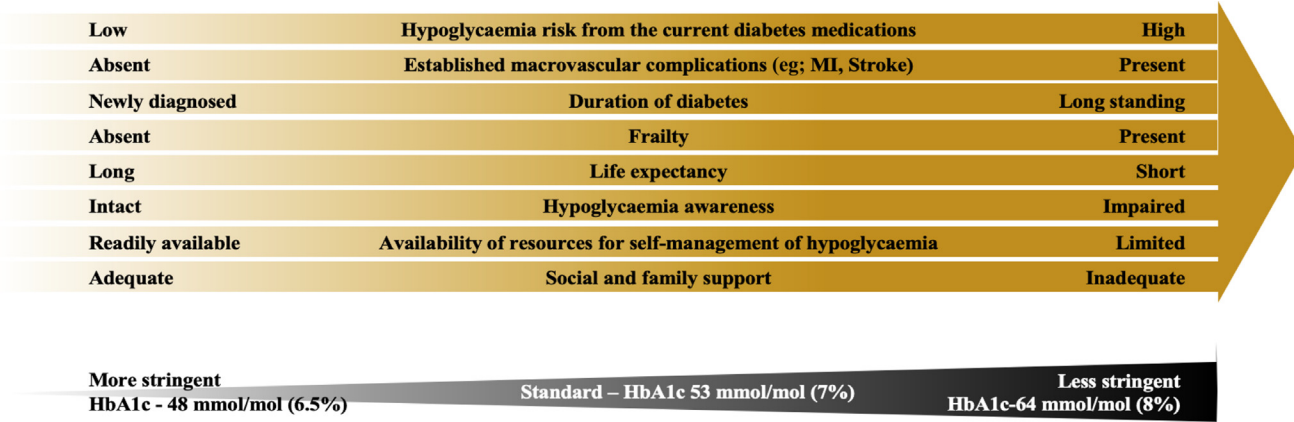 Low Hypoglycaemia risk from the current diabetes medications High
Absent Established macrovascular complications (eg; MI, Stroke) Present
Newly diagnosed Duration of diabetes Long standing
Absent Frailty Present
Long Life expectancy Short
Intact Hypoglycaemia awareness Impaired
Readily available Availability of resources for self-management of hypoglycaemia Limited
Adequate Social and family support Inadequate
More stringent
HbA1c - 48 mmol/mol (6.5%)
Standard – HbA1c 53 mmol/mol (7%)
Less stringent
HbA1c-64 mmol/mol (8%)